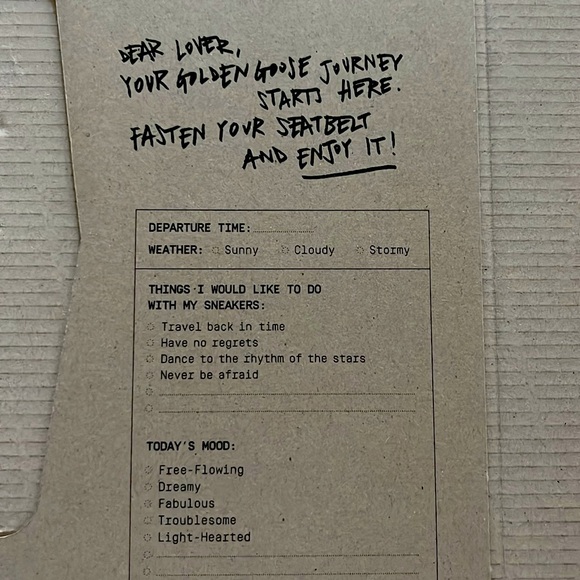 DEAR LOVER,
YOUR GOLDEN GOOSE JOURNEY
STARTS HERE.
FASTEN YOUR SEATBELT
AND ENJOY IT!
DEPARTURE TIME:
WEATHER: Sunny Cloudy Stormy
THINGS I WOULD LIKE TO DO
WITH MY SNEAKERS:
Travel back in time
Have no regrets
Dance to the rhythm of the stars
Never be afraid
TODAY'S MOOD:
Free-Flowing
Dreamy
Fabulous
Troublesome
Light-Hearted